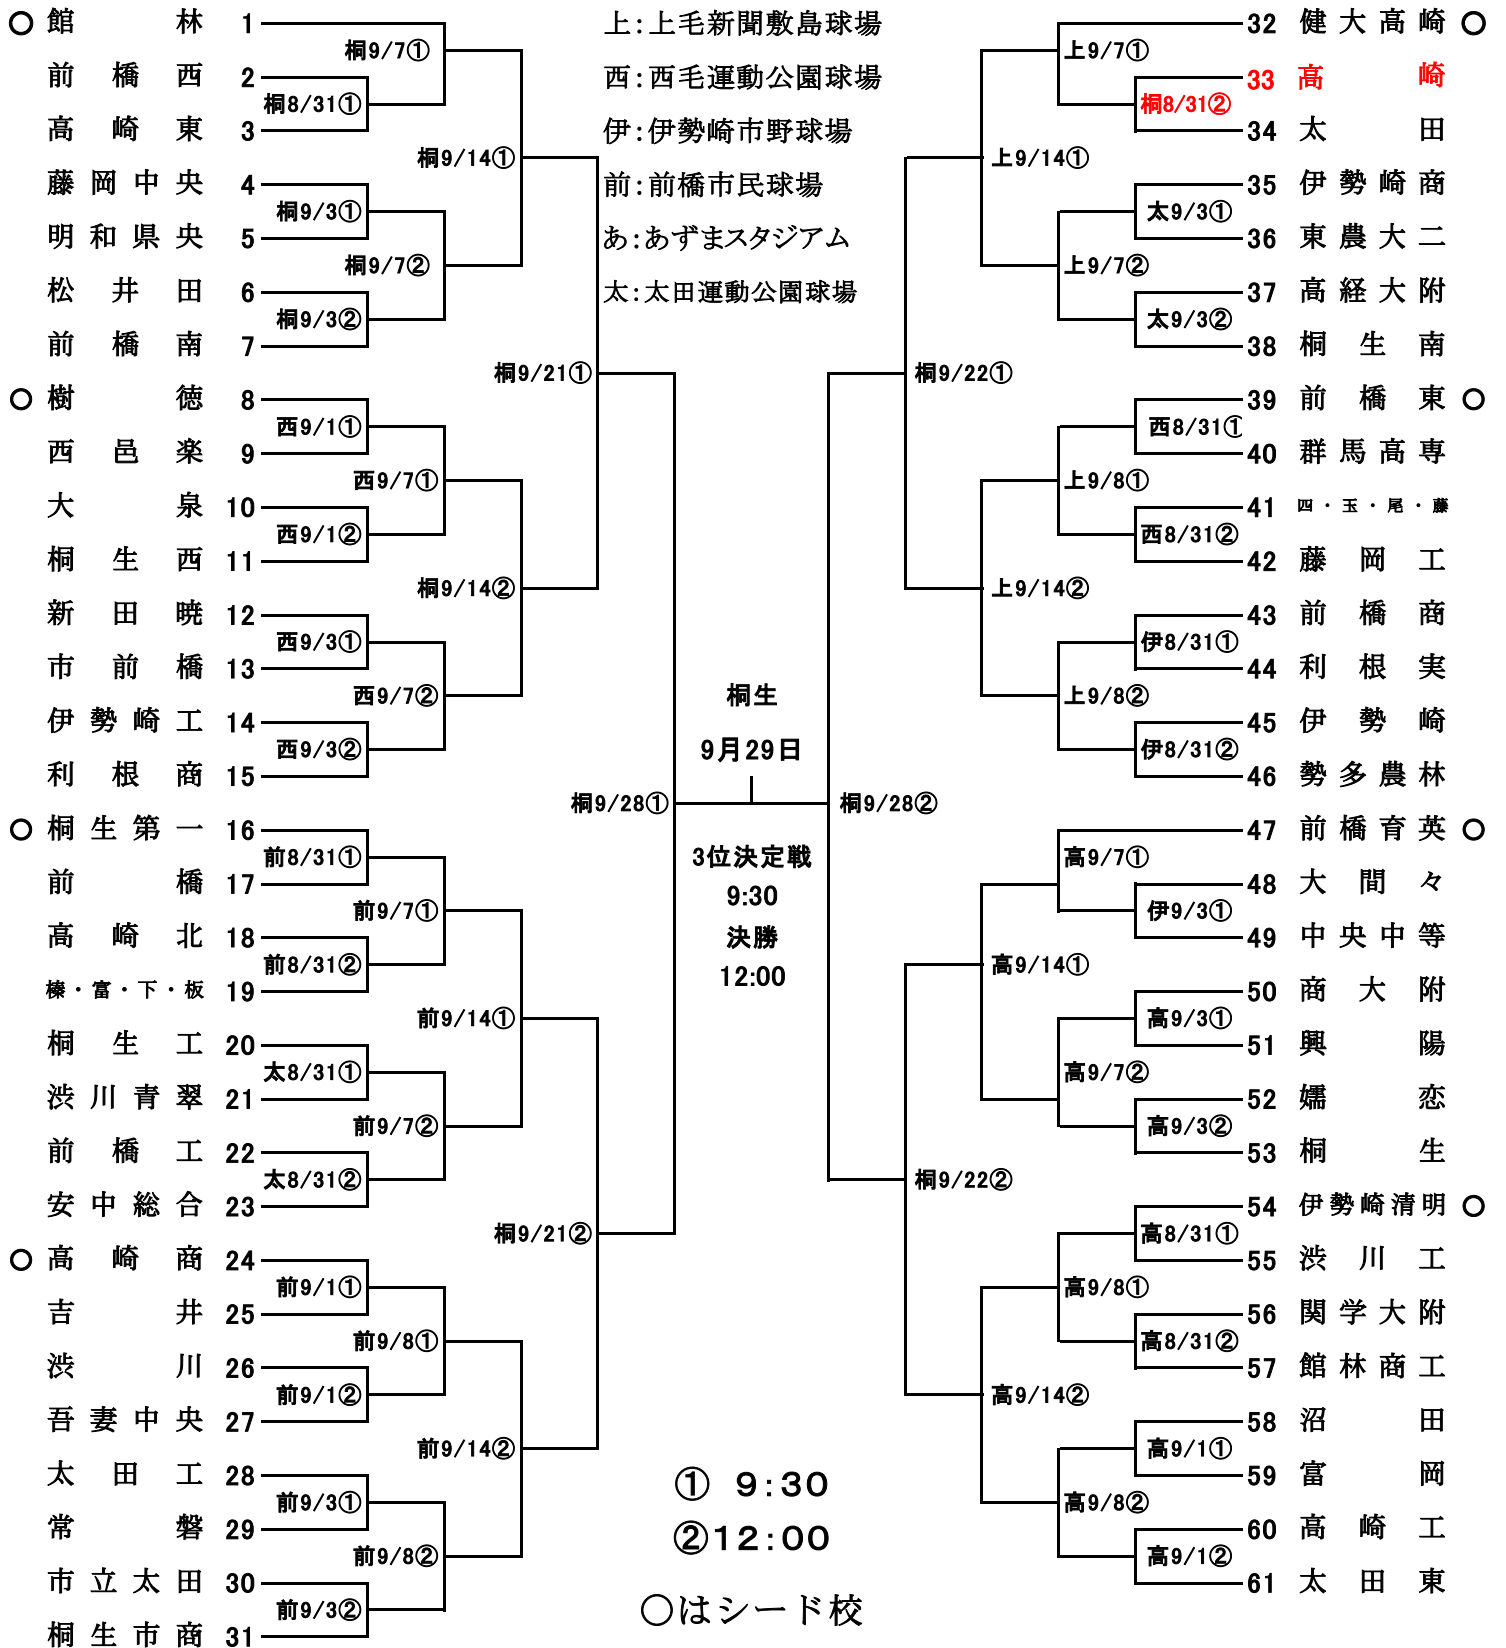 ○ 館林 1
前橋西 2
高崎東 3
藤岡中央 4
明和県央 5
松井田 6
前橋南 7
○ 樹徳 8
西邑楽 9
大泉 10
桐生西 11
新田暁 12
市前橋 13
伊勢崎工 14
利根商 15
○ 桐生第一 16
前橋 17
高崎北 18
榛・富・下・板 19
桐生工 20
渋川青翠 21
前橋工 22
安中総合 23
○ 高崎商 24
吉井 25
渋川 26
吾妻中央 27
太田工 28
常磐 29
市立太田 30
桐生市商 31
桐8/31①
桐9/3①
桐9/3②
西9/1①
西9/1②
西9/3①
西9/3②
前8/31①
前8/31②
太8/31①
太8/31②
前9/1①
前9/1②
前9/3①
前9/3②
桐9/7①
桐9/7②
西9/7①
西9/7②
前9/7①
前9/7②
前9/8①
前9/8②
桐9/14①
桐9/14②
前9/14①
前9/14②
桐9/21①
桐9/21②
桐9/28①
上:上毛新聞敷島球場
西:西毛運動公園球場
伊:伊勢崎市野球場
前:前橋市民球場
あ:あずまスタジアム
太:太田運動公園球場
桐生
9月29日
3位決定戦
9:30
決勝
12:00
① 9:30
②12:00
○はシード校
桐9/28②
桐9/22①
桐9/22②
上9/14①
上9/14②
高9/14①
高9/14②
上9/7①
上9/7②
上9/8①
上9/8②
高9/7①
高9/7②
高9/8①
高9/8②
桐8/31②
太9/3①
太9/3②
西8/31①
西8/31②
伊8/31①
伊8/31②
伊9/3①
高9/3①
高9/3②
高8/31①
高8/31②
高9/1①
高9/1②
32 健大高崎 ○
33 高崎
34 太田
35 伊勢崎商
36 東農大二
37 高経大附
38 桐生南
39 前橋東 ○
40 群馬高専
41 四・玉・尾・藤
42 藤岡工
43 前橋商
44 利根実
45 伊勢崎
46 勢多農林
47 前橋育英 ○
48 大間々
49 中央中等
50 商大附
51 興陽
52 嬬恋
53 桐生
54 伊勢崎清明 ○
55 渋川工
56 関学大附
57 館林商工
58 沼田
59 富岡
60 高崎工
61 太田東